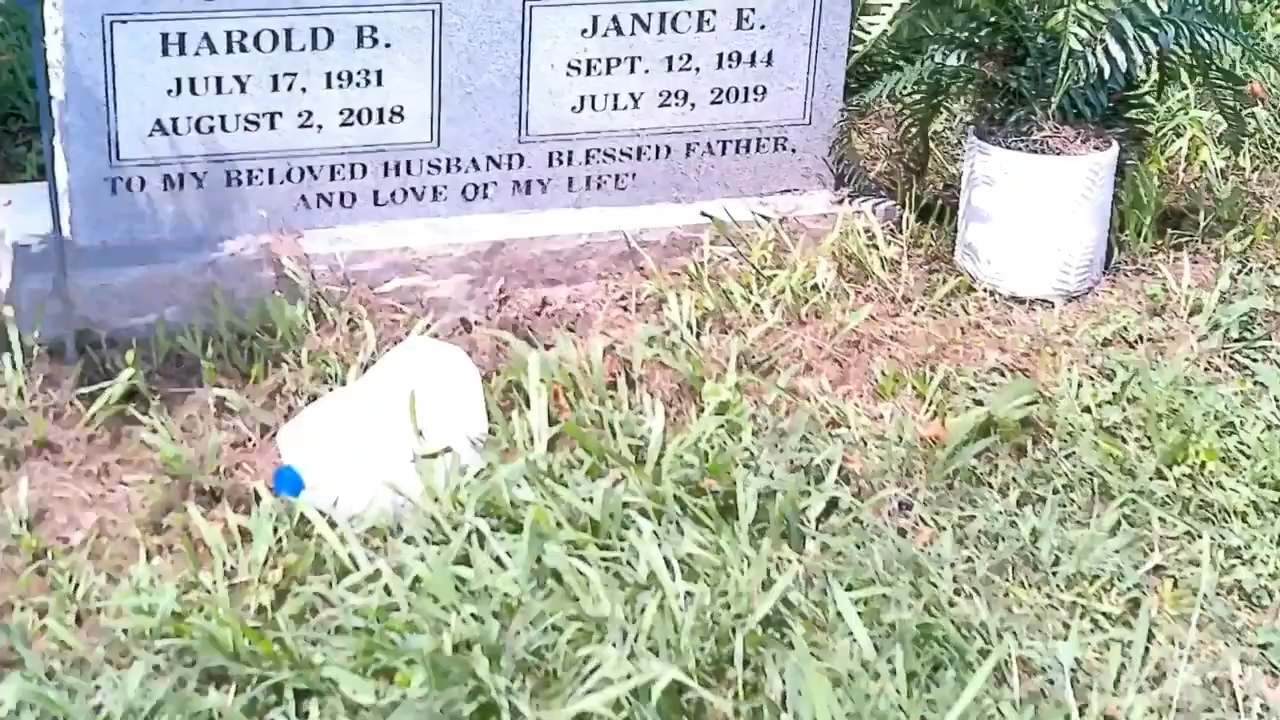 HAROLD B.
JULY 17, 1931
AUGUST 2, 2018
JANICE E.
SEPT. 12, 1944
JULY 29, 2019
TO MY BELOVED HUSBAND. BLESSED FATHER,
AND LOVE OF MY LIFE!